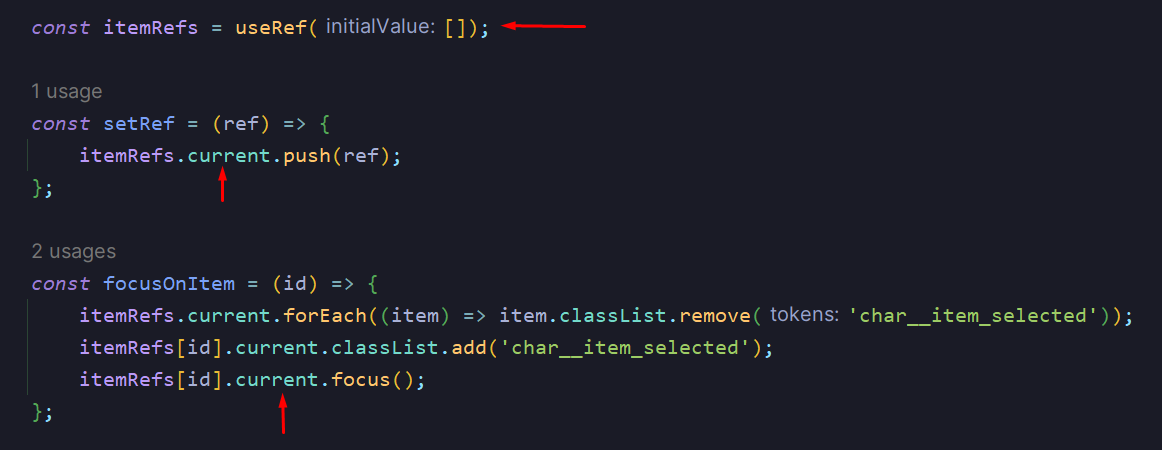 const itemRefs = useRef( initialValue: []);
1 usage
const setRef = (ref) => {
itemRefs.current.push(ref);
};
2 usages
const focusOnItem = (id) => {
itemRefs.current.forEach((item) => item.classList.remove( tokens: 'char__item_selected'));
itemRefs[id].current.classList.add('char__item_selected');
itemRefs[id].current.focus();
};